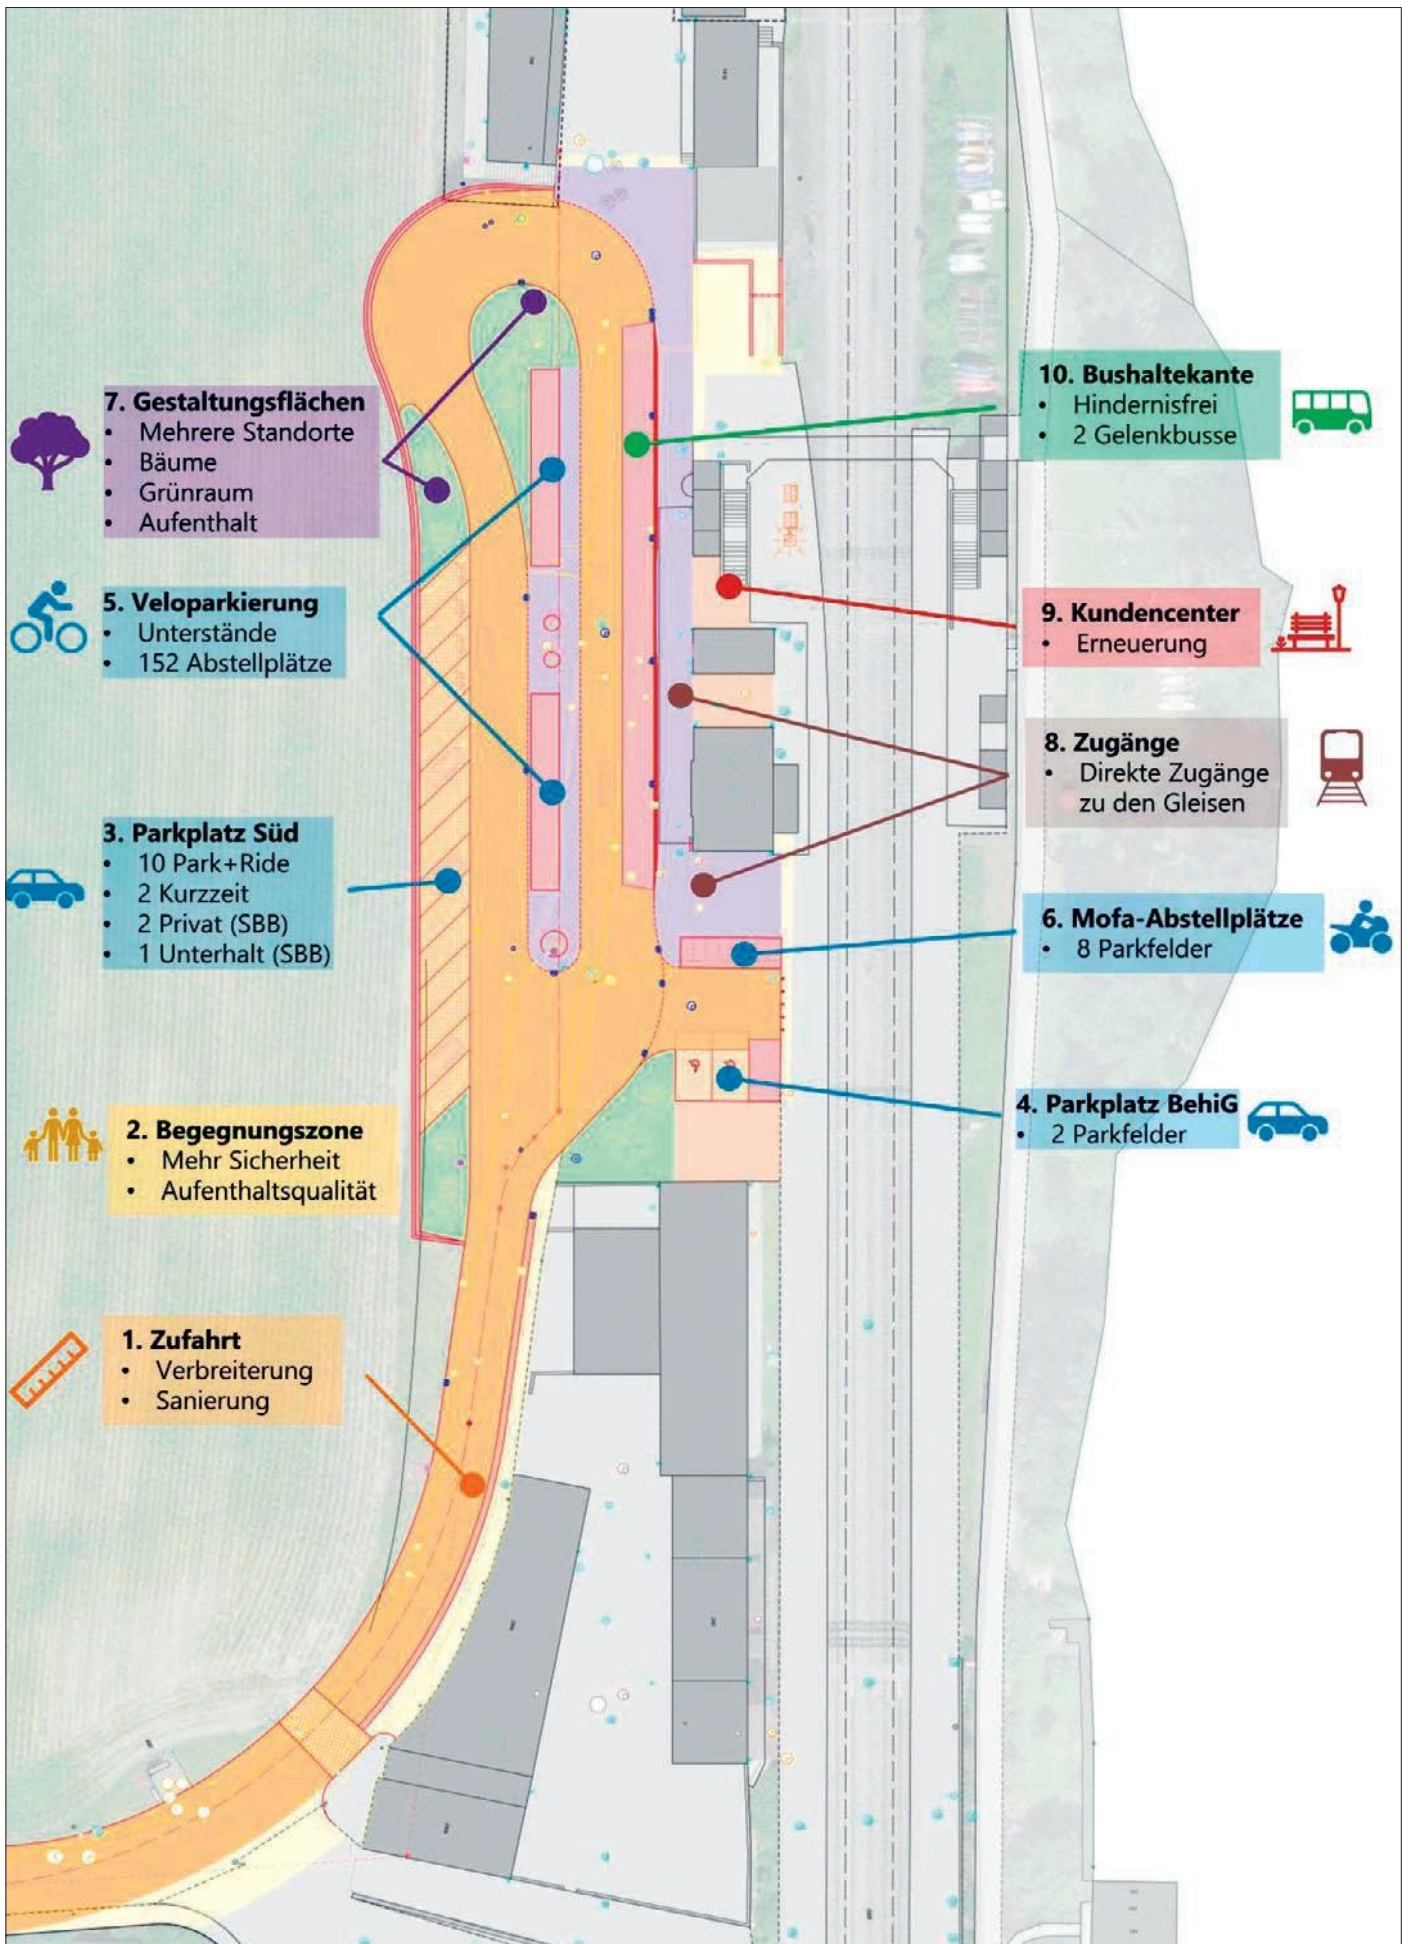 7. Gestaltungsflächen
• Mehrere Standorte
• Bäume
• Grünraum
• Aufenthalt
5. Veloparkierung
• Unterstände
• 152 Abstellplätze
3. Parkplatz Süd
• 10 Park+Ride
• 2 Kurzzeit
• 2 Privat (SBB)
• 1 Unterhalt (SBB)
2. Begegnungszone
• Mehr Sicherheit
• Aufenthaltsqualität
1. Zufahrt
• Verbreiterung
• Sanierung
10. Bushaltekante
• Hindernisfrei
• 2 Gelenkbusse
9. Kundencenter
• Erneuerung
8. Zugänge
• Direkte Zugänge
zu den Gleisen
6. Mofa-Abstellplätze
• 8 Parkfelder
4. Parkplatz BehiG
• 2 Parkfelder